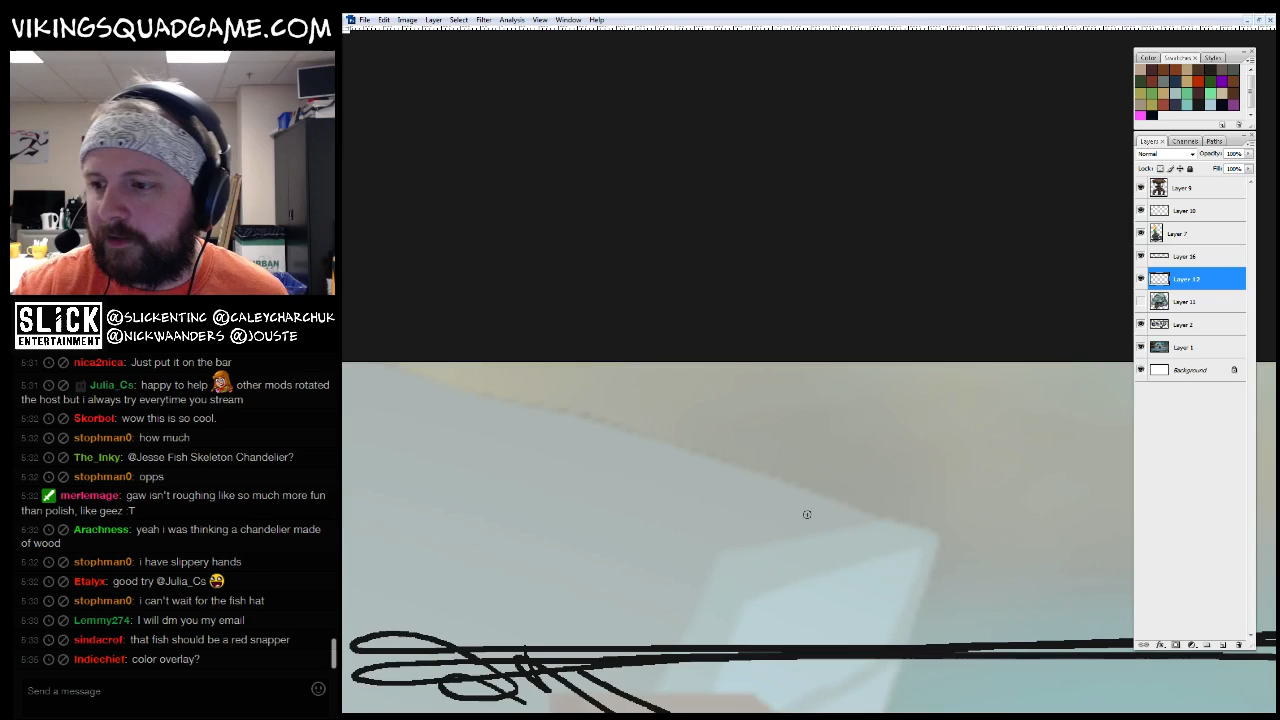 VIKINGSQUADGAME.COM
File Edit Image Layer Select Filter Analysis View Window Help
Color Swatches × Styles
Layers × Channels Paths
Normal Opacity: 100%
Lock: Fill: 100%
Layer 9
Layer 10
Layer 7
Layer 16
Layer 12
Layer 11
Layer 2
Layer 1
Background
URBAN
SLICK
ENTERTAINMENT
@SLICKENTINC @CALEYCHARCHUK
@NICKWAANDERS @JOUSTE
5:31 nica2nica: Just put it on the bar
5:31 Julia_Cs: happy to help other mods rotated
the host but i always try everytime you stream
5:32 Skorbol: wow this is so cool.
5:32 stophman0: how much
5:32 The_Inky: @Jesse Fish Skeleton Chandelier?
5:32 stophman0: opps
5:32 merlemage: gaw isn't roughing like so much more fun
than polish, like geez :T
5:32 Arachness: yeah i was thinking a chandelier made
of wood
5:32 stophman0: i have slippery hands
5:32 Etalyx: good try @Julia_Cs
5:33 stophman0: i can't wait for the fish hat
5:33 Lemmy274: I will dm you my email
5:33 sindacrof: that fish should be a red snapper
5:35 Indiechief: color overlay?
Send a message